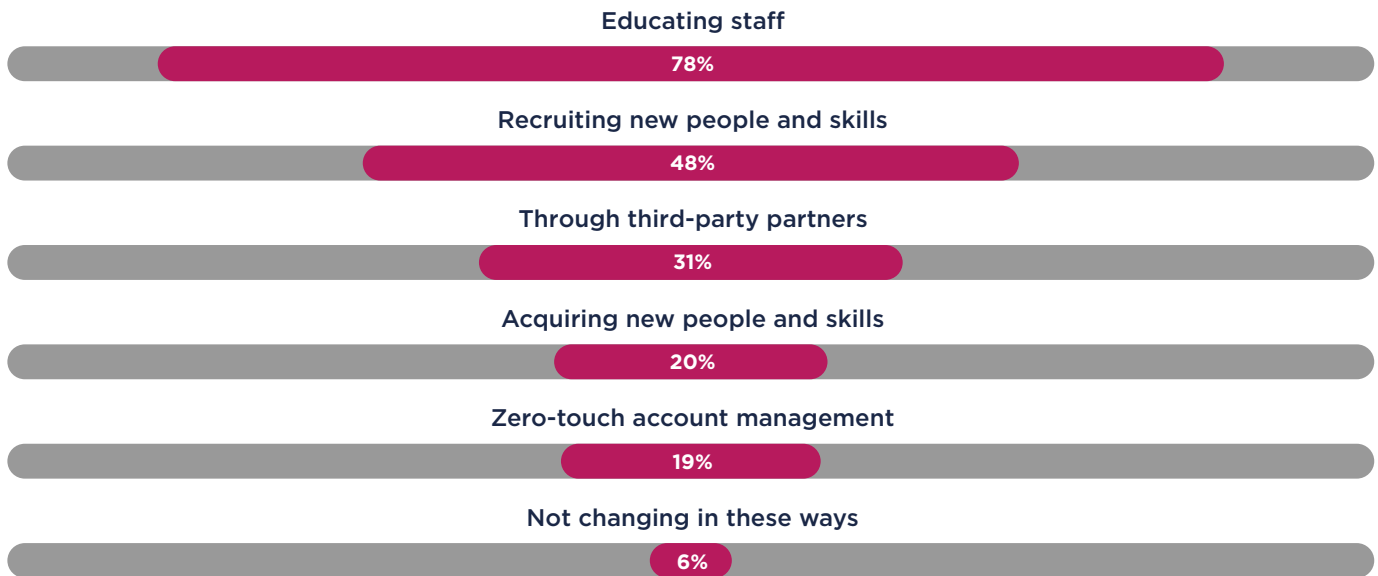 Educating staff
78%
Recruiting new people and skills
48%
Through third-party partners
31%
Acquiring new people and skills
20%
Zero-touch account management
19%
Not changing in these ways
6%